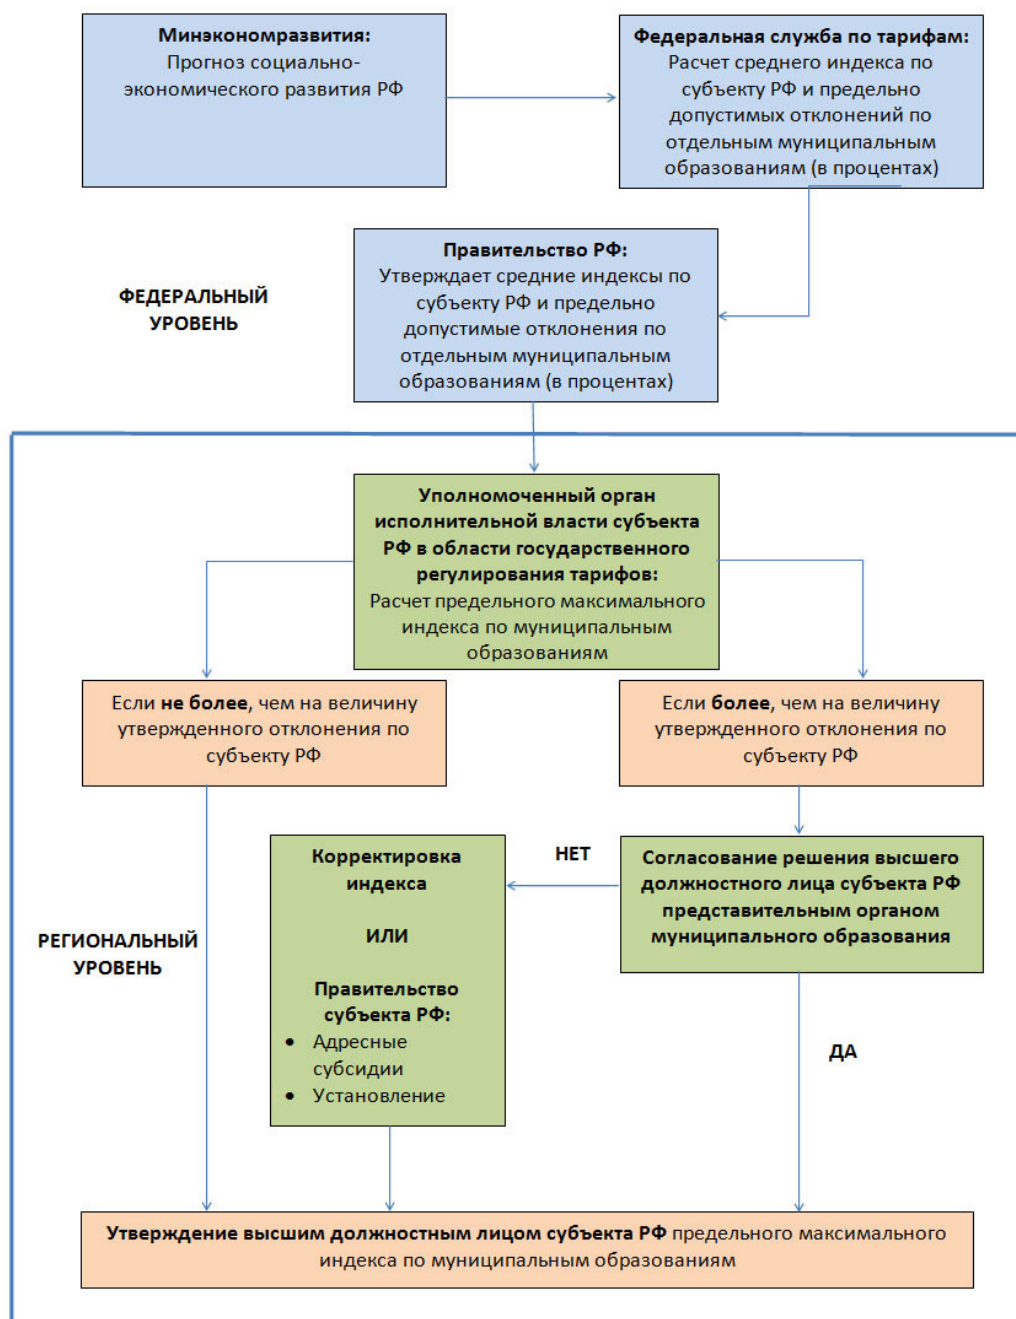 Минэкономразвития:
Прогноз социально-
экономического развития РФ
Федеральная служба по тарифам:
Расчет среднего индекса по
субъекту РФ и предельно
допустимых отклонений по
отдельным муниципальным
образованиям (в процентах)
ФЕДЕРАЛЬНЫЙ
УРОВЕНЬ
Правительство РФ:
Утверждает средние индексы по
субъекту РФ и предельно
допустимые отклонения по
отдельным муниципальным
образованиям (в процентах)
Уполномоченный орган
исполнительной власти субъекта
РФ в области государственного
регулирования тарифов:
Расчет предельного максимального
индекса по муниципальным
образованиям
Если не более, чем на величину
утвержденного отклонения по
субъекту РФ
Если более, чем на величину
утвержденного отклонения по
субъекту РФ
РЕГИОНАЛЬНЫЙ
УРОВЕНЬ
Корректировка
индекса
ИЛИ
Правительство
субъекта РФ:
• Адресные
субсидии
• Установление
НЕТ
Согласование решения высшего
должностного лица субъекта РФ
представительным органом
муниципального образования
ДА
Утверждение высшим должностным лицом субъекта РФ предельного максимального
индекса по муниципальным образованиям